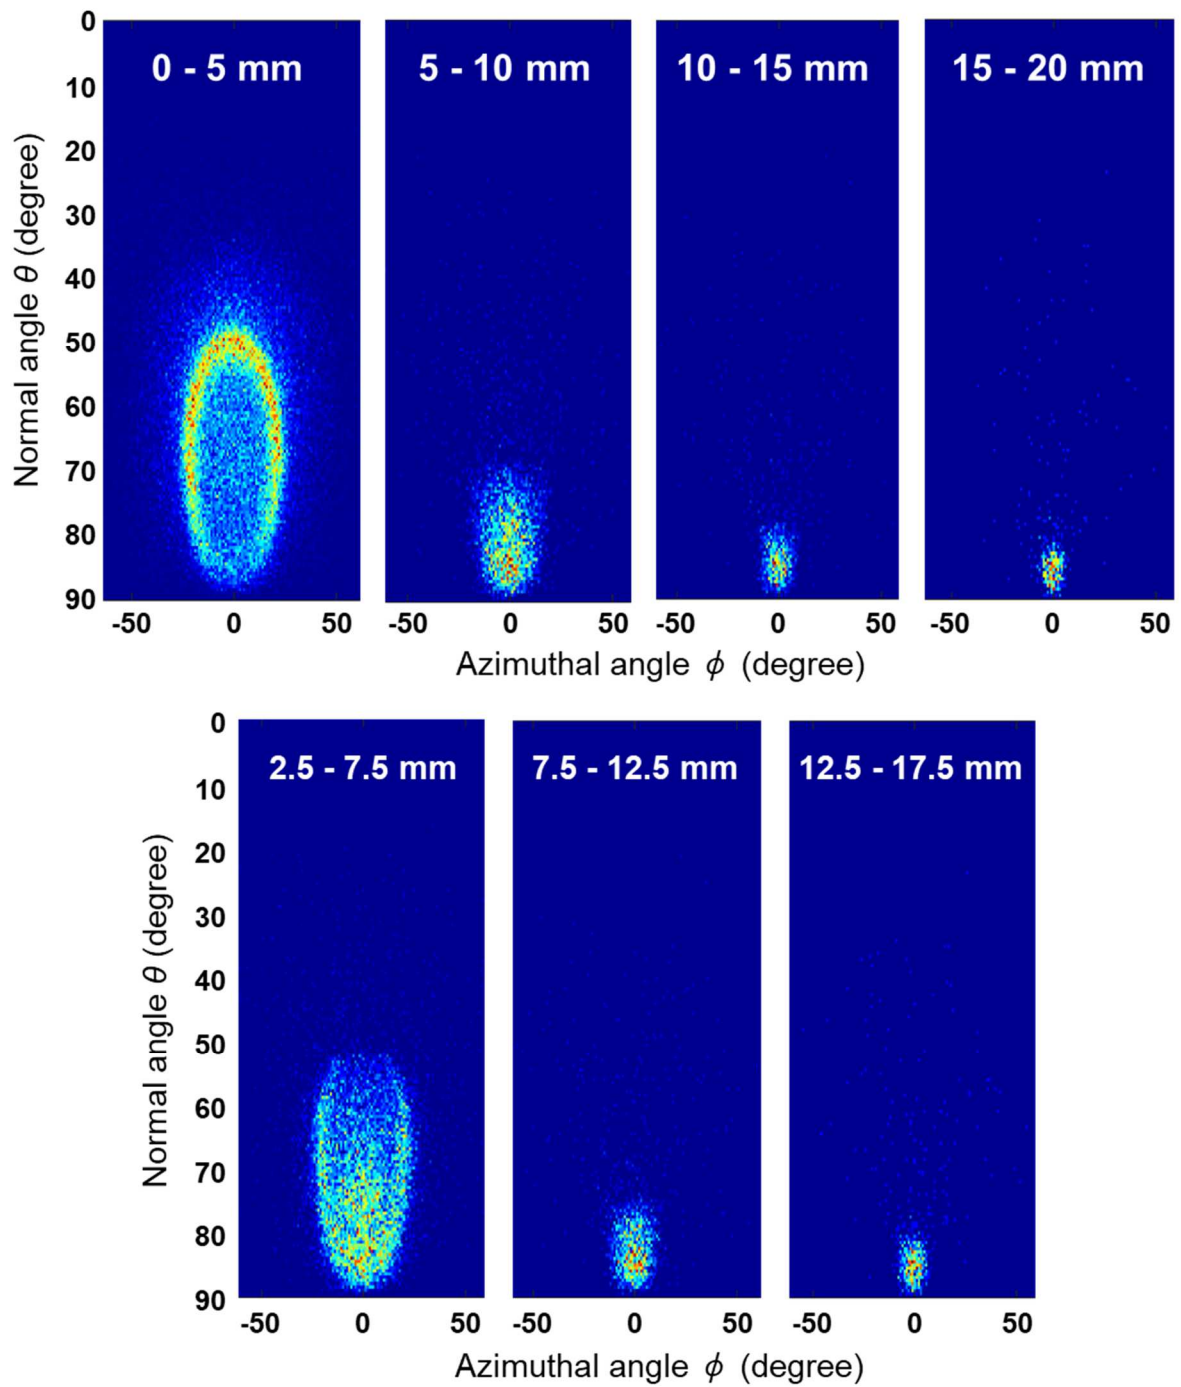 0 - 5 mm
5 - 10 mm
10 - 15 mm
15 - 20 mm
0
10
20
30
40
50
60
70
80
90
Normal angle θ (degree)
-50 0 50
-50 0 50
-50 0 50
-50 0 50
Azimuthal angle ϕ (degree)
2.5 - 7.5 mm
7.5 - 12.5 mm
12.5 - 17.5 mm
0
10
20
30
40
50
60
70
80
90
Normal angle θ (degree)
-50 0 50
-50 0 50
-50 0 50
Azimuthal angle ϕ (degree)